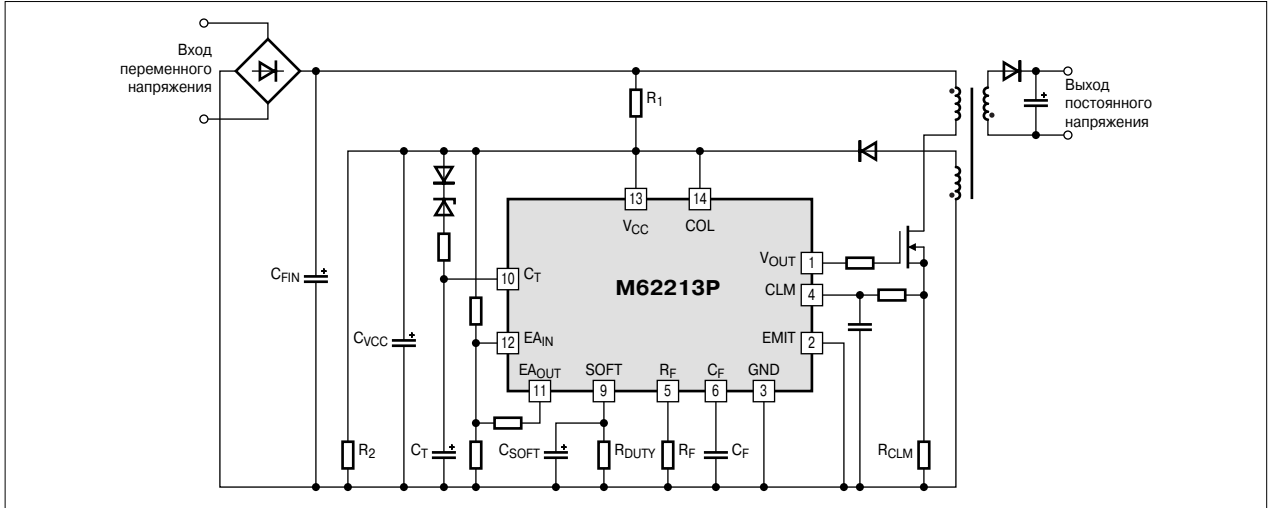 Вход
переменного
напряжения
R1
Выход
постоянного
напряжения
13
14
VCC
COL
VOUT
1
CFIN
10
CT
M62213P
CLM
4
CVCC
12
EAIN
EMIT
2
EAOUT
SOFT
RF
CF
GND
11
9
5
6
3
R2
CT
CSOFT
RDUTY
RF
CF
RCLM